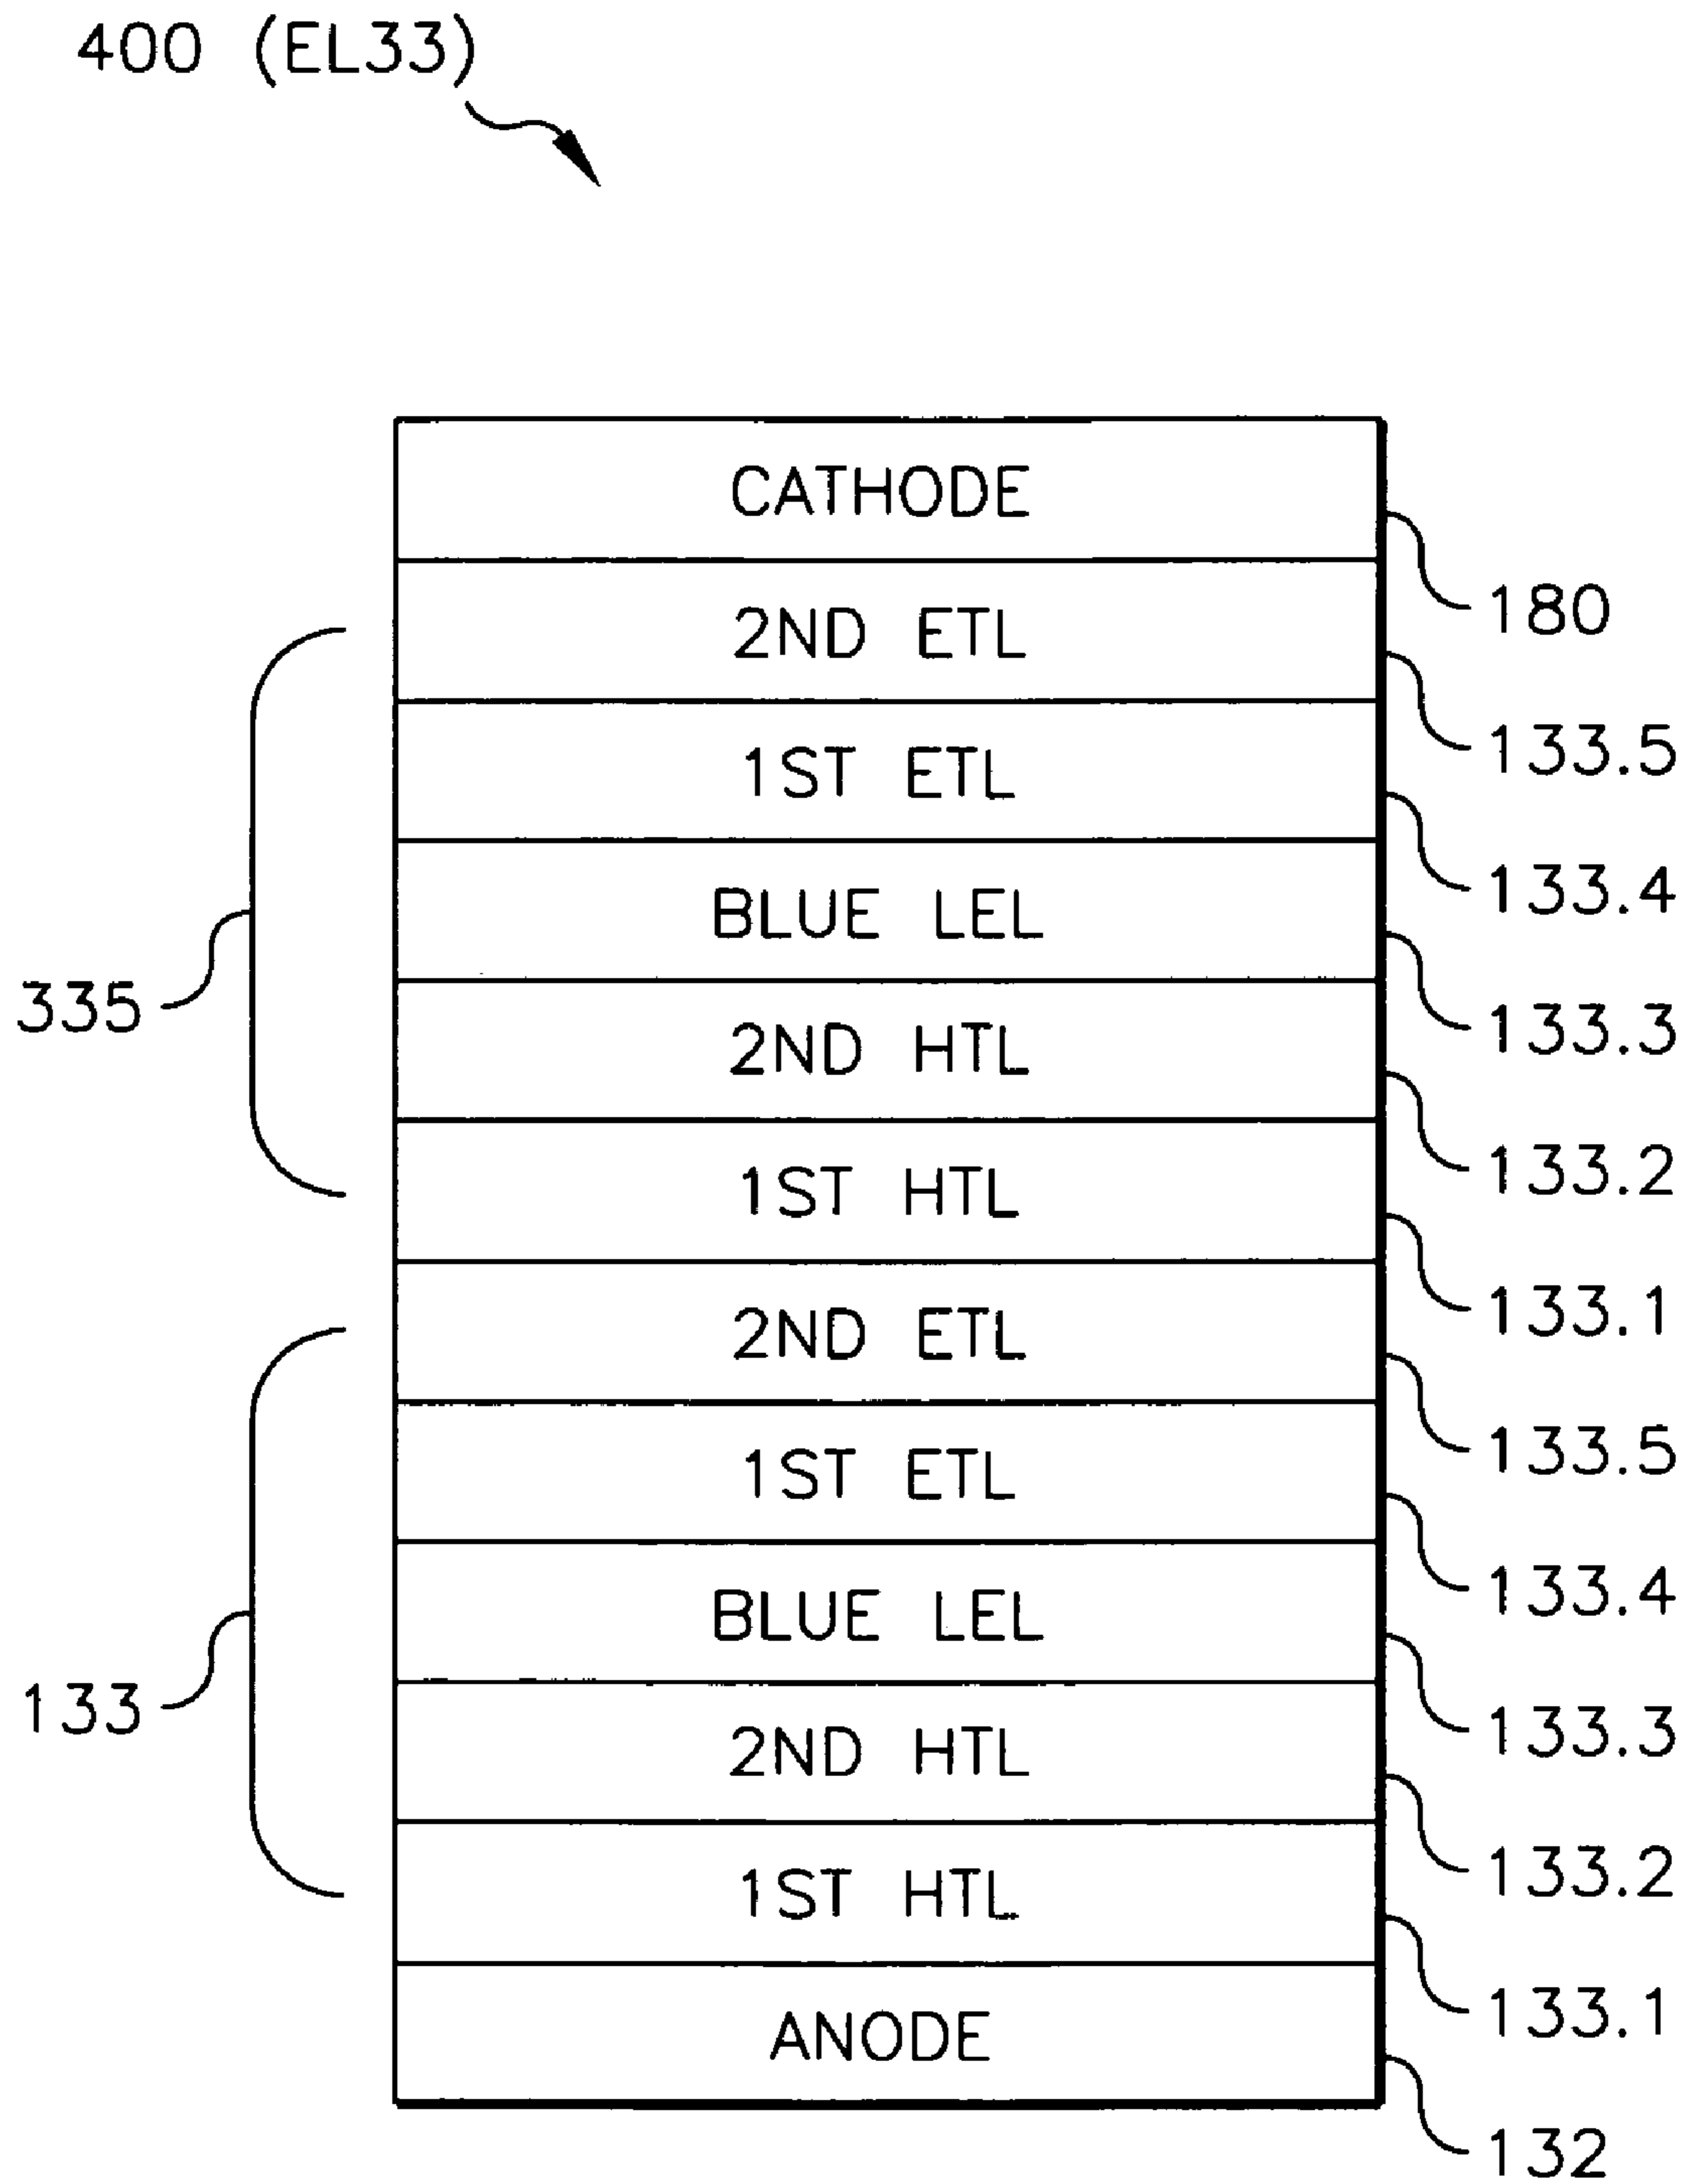 400 (EL33)
CATHODE
180
2ND ETL
133.5
1ST ETL
133.4
BLUE LEL
133.3
335
2ND HTL
133.2
1ST HTL
133.1
2ND ETL
133.5
1ST ETL
133.4
BLUE LEL
133.3
133
2ND HTL
133.2
1ST HTL
133.1
ANODE
132